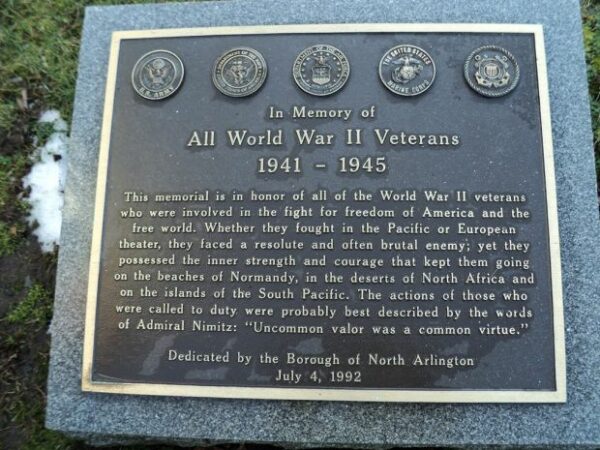 U.S. ARMY
THE UNITED STATES
MARINE CORPS
In Memory of
All World War II Veterans
1941 - 1945
This memorial is in honor of all of the World War II veterans
who were involved in the fight for freedom of America and the
free world. Whether they fought in the Pacific or European
theater, they faced a resolute and often brutal enemy; yet they
possessed the inner strength and courage that kept them going
on the beaches of Normandy, in the deserts of North Africa and
on the islands of the South Pacific. The actions of those who
were called to duty were probably best described by the words
of Admiral Nimitz: “Uncommon valor was a common virtue.”
Dedicated by the Borough of North Arlington
July 4, 1992